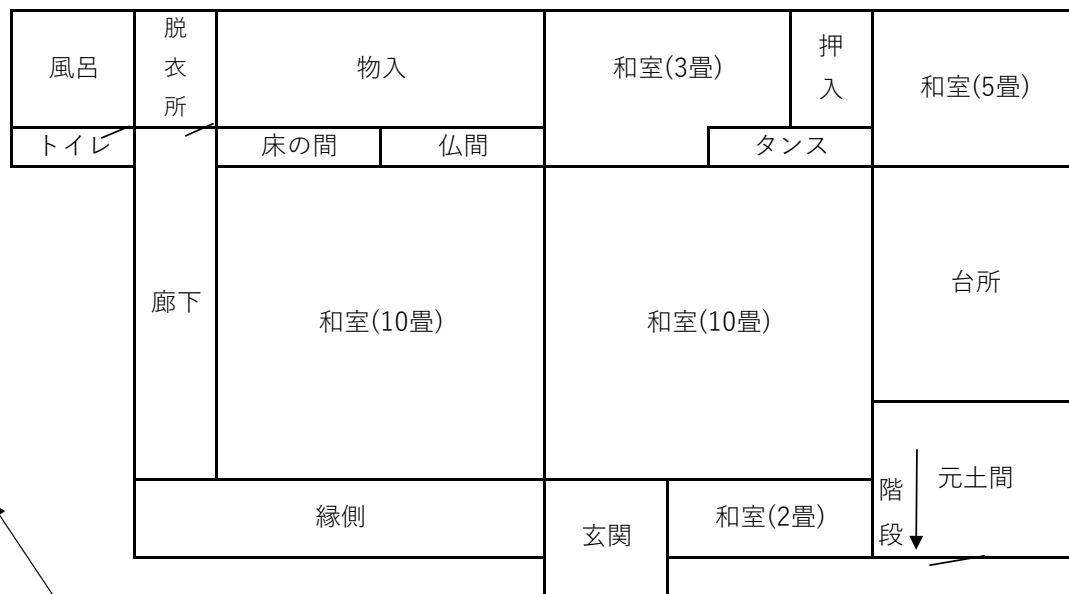 風呂
脱衣所
物入
和室(3畳)
押入
和室(5畳)
トイレ
床の間
仏間
タンス
廊下
和室(10畳)
和室(10畳)
台所
縁側
玄関
和室(2畳)
階段
元土間